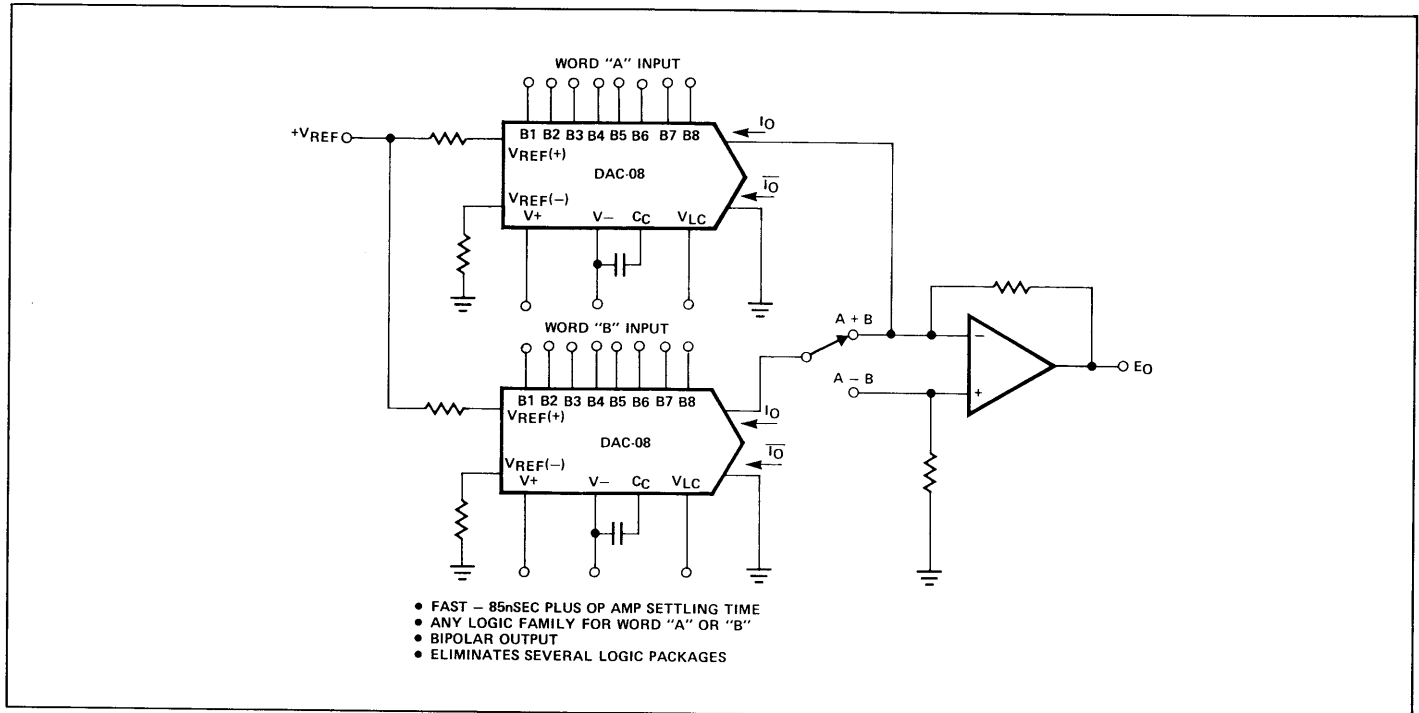 WORD "A" INPUT
+VREF
B1 B2 B3 B4 B5 B6 B7 B8
IO
VREF(+)
DAC-08
IO
VREF(−)
V+ V− CC VLC
WORD "B" INPUT
A + B
−
A − B
+
EO
B1 B2 B3 B4 B5 B6 B7 B8
IO
VREF(+)
DAC-08
IO
VREF(−)
V+ V− CC VLC
• FAST – 85nSEC PLUS OP AMP SETTLING TIME
• ANY LOGIC FAMILY FOR WORD "A" OR "B"
• BIPOLAR OUTPUT
• ELIMINATES SEVERAL LOGIC PACKAGES